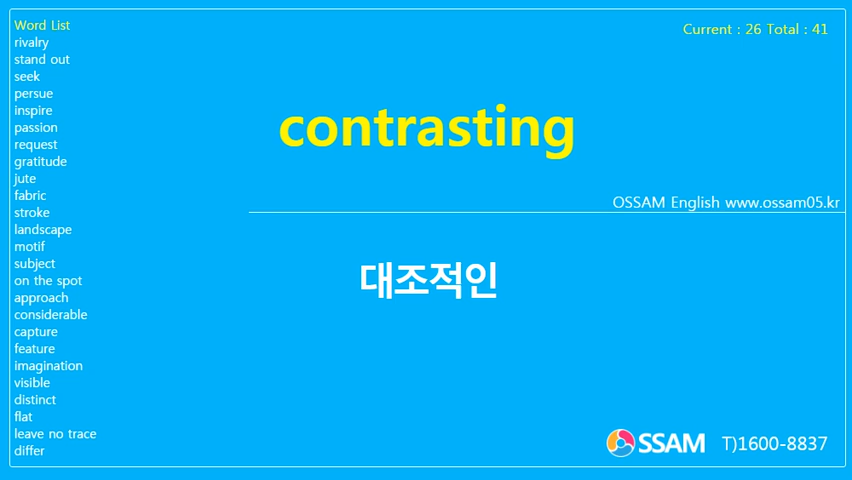 Word List
rivalry
stand out
seek
persue
inspire
passion
request
gratitude
jute
fabric
stroke
landscape
motif
subject
on the spot
approach
considerable
capture
feature
imagination
visible
distinct
flat
leave no trace
differ
Current : 26 Total : 41
contrasting
OSSAM English www.ossam05.kr
대조적인
OSSAM T)1600-8837